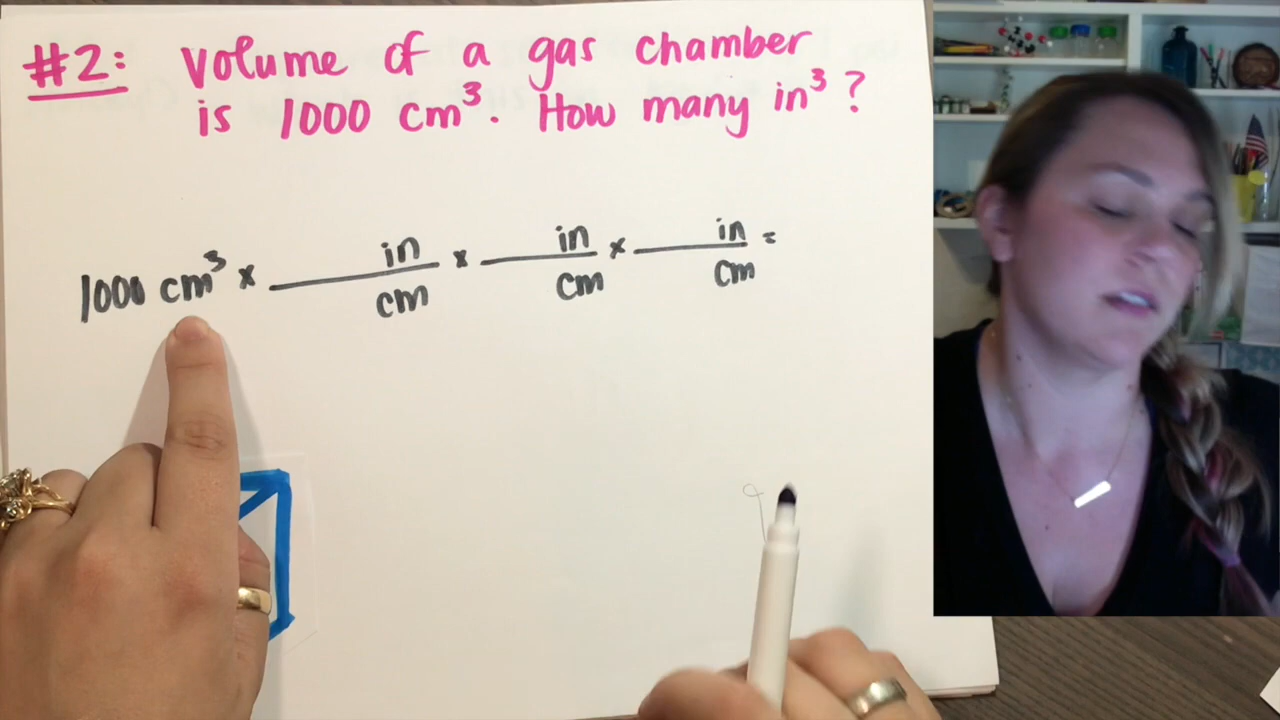 #2: Volume of a gas chamber
is 1000 cm³. How many in³?
1000 cm³ x in x in x in =
cm cm cm